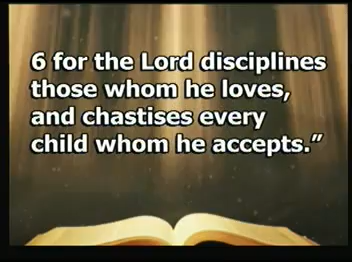 6 for the Lord disciplines
those whom he loves,
and chastises every
child whom he accepts.”